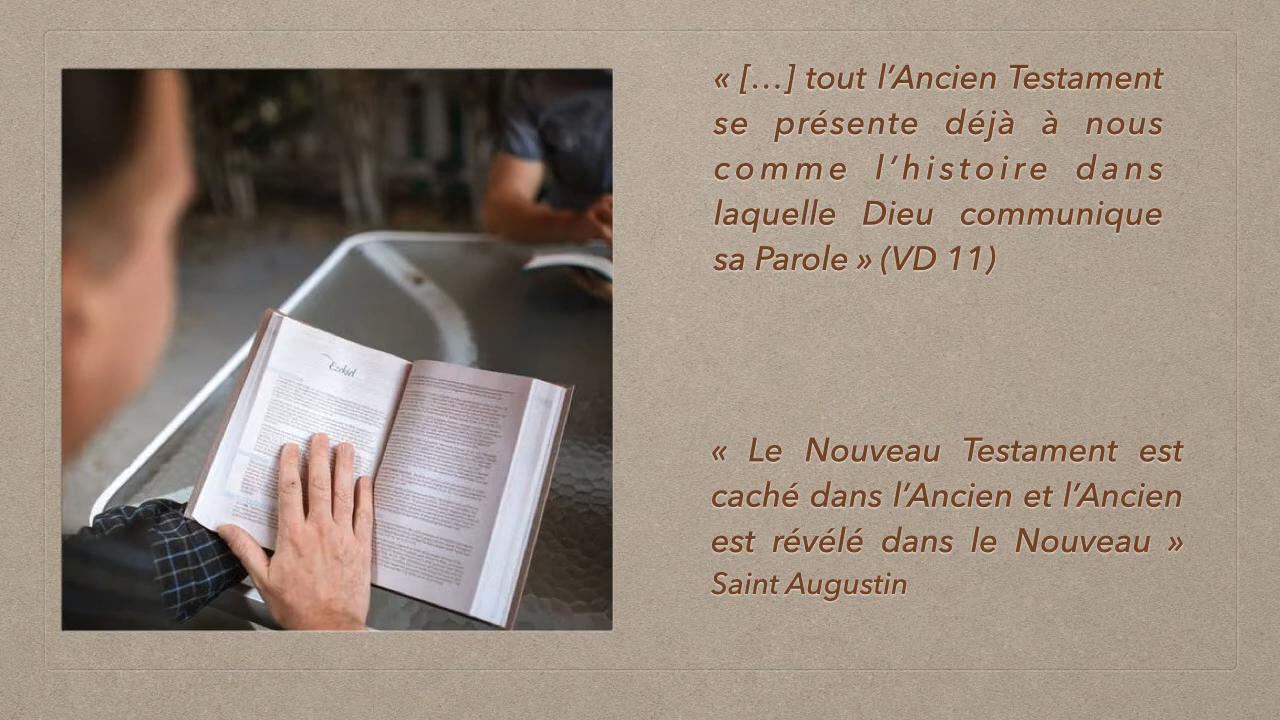 « […] tout l’Ancien Testament
se présente déjà à nous
comme l’histoire dans
laquelle Dieu communique
sa Parole » (VD 11)
« Le Nouveau Testament est
caché dans l’Ancien et l’Ancien
est révélé dans le Nouveau »
Saint Augustin
Ezekiel